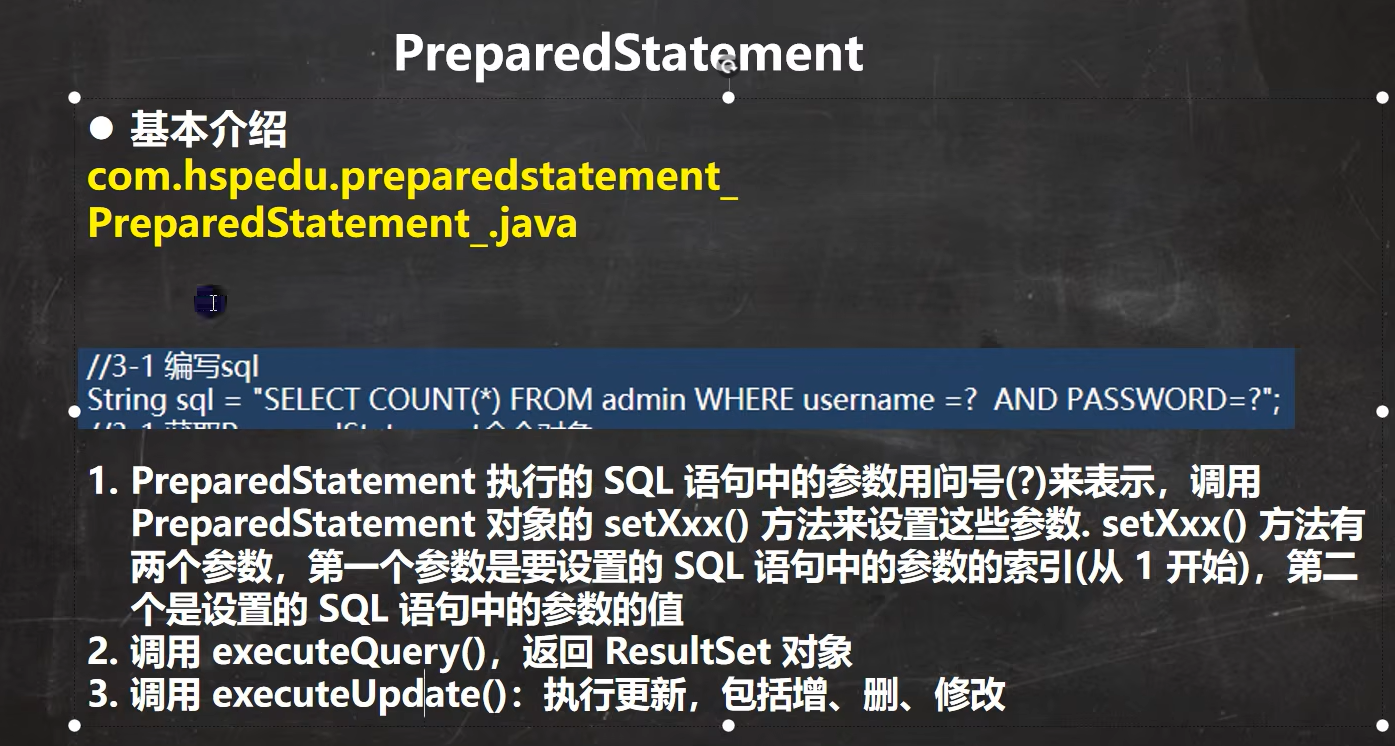 PreparedStatement
● 基本介绍
com.hspedu.preparedstatement_
PreparedStatement_.java
//3-1 编写sql
String sql = "SELECT COUNT(*) FROM admin WHERE username =?  AND PASSWORD=?";
1. PreparedStatement 执行的 SQL 语句中的参数用问号(?)来表示，调用
PreparedStatement 对象的 setXxx() 方法来设置这些参数. setXxx() 方法有
两个参数，第一个参数是要设置的 SQL 语句中的参数的索引(从 1 开始)，第二
个是设置的 SQL 语句中的参数的值
2. 调用 executeQuery()，返回 ResultSet 对象
3. 调用 executeUpdate()：执行更新，包括增、删、修改